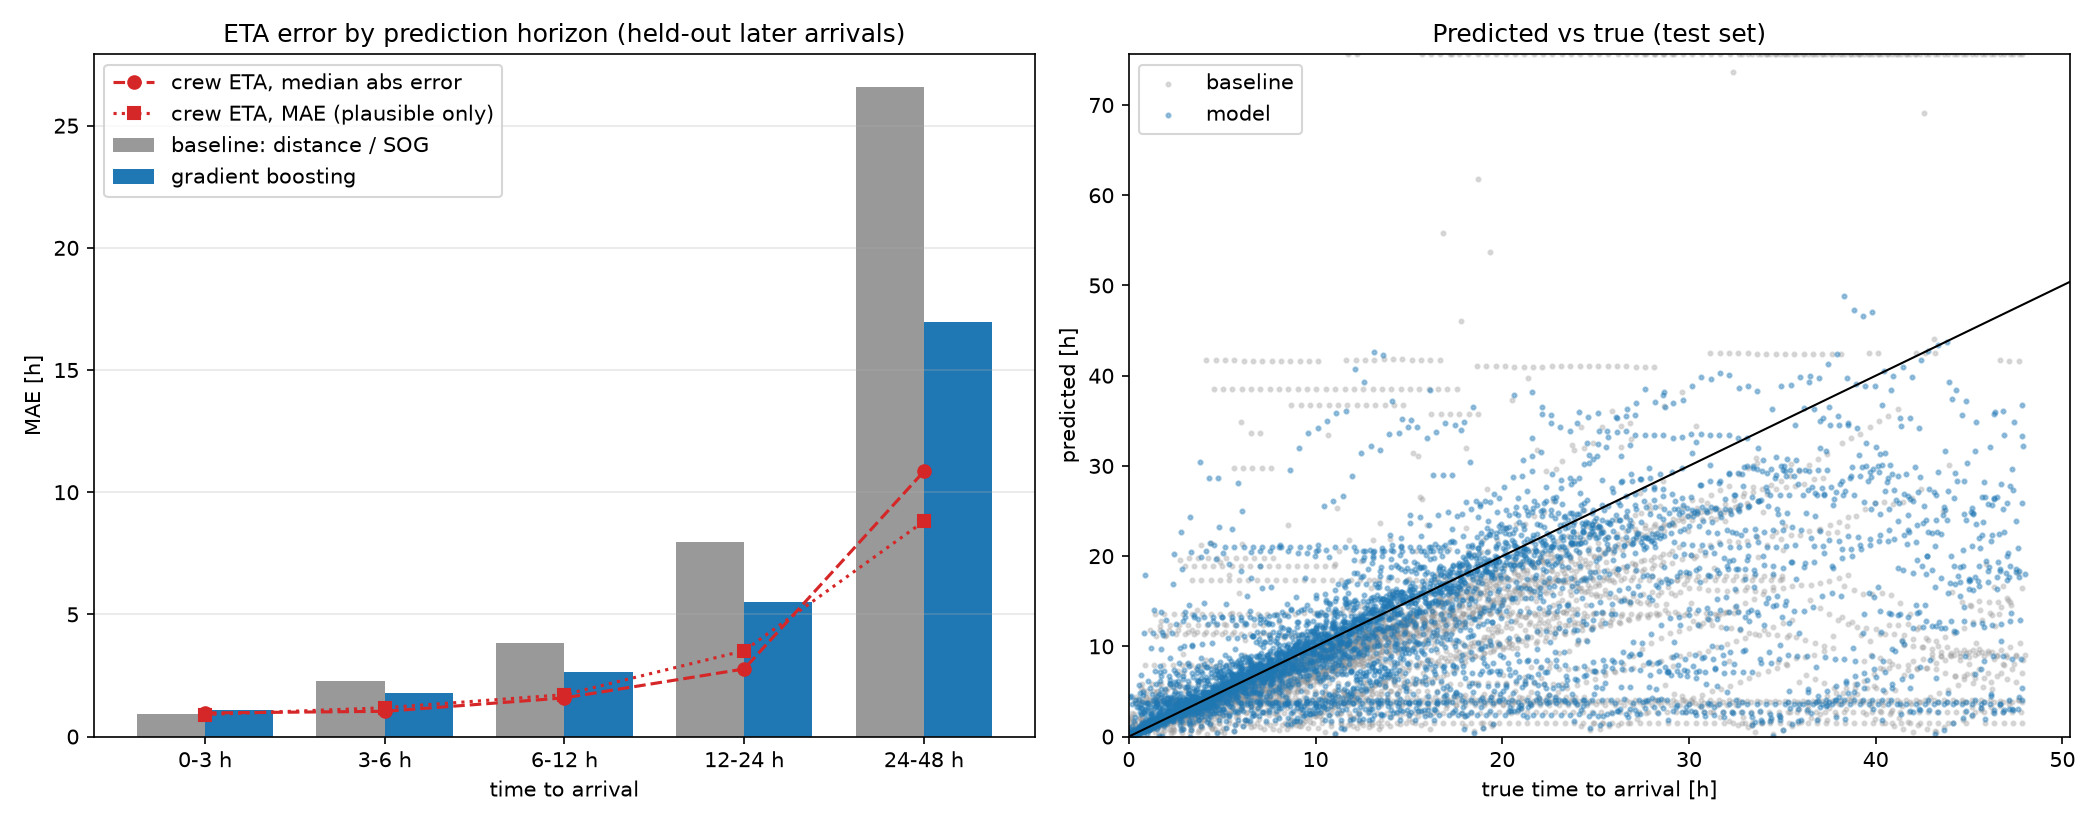 ETA error by prediction horizon (held-out later arrivals)
crew ETA, median abs error
crew ETA, MAE (plausible only)
baseline: distance / SOG
gradient boosting
MAE [h]
25
20
15
10
5
0
0-3 h
3-6 h
6-12 h
12-24 h
24-48 h
time to arrival
Predicted vs true (test set)
baseline
model
predicted [h]
70
60
50
40
30
20
10
0
0
10
20
30
40
50
true time to arrival [h]